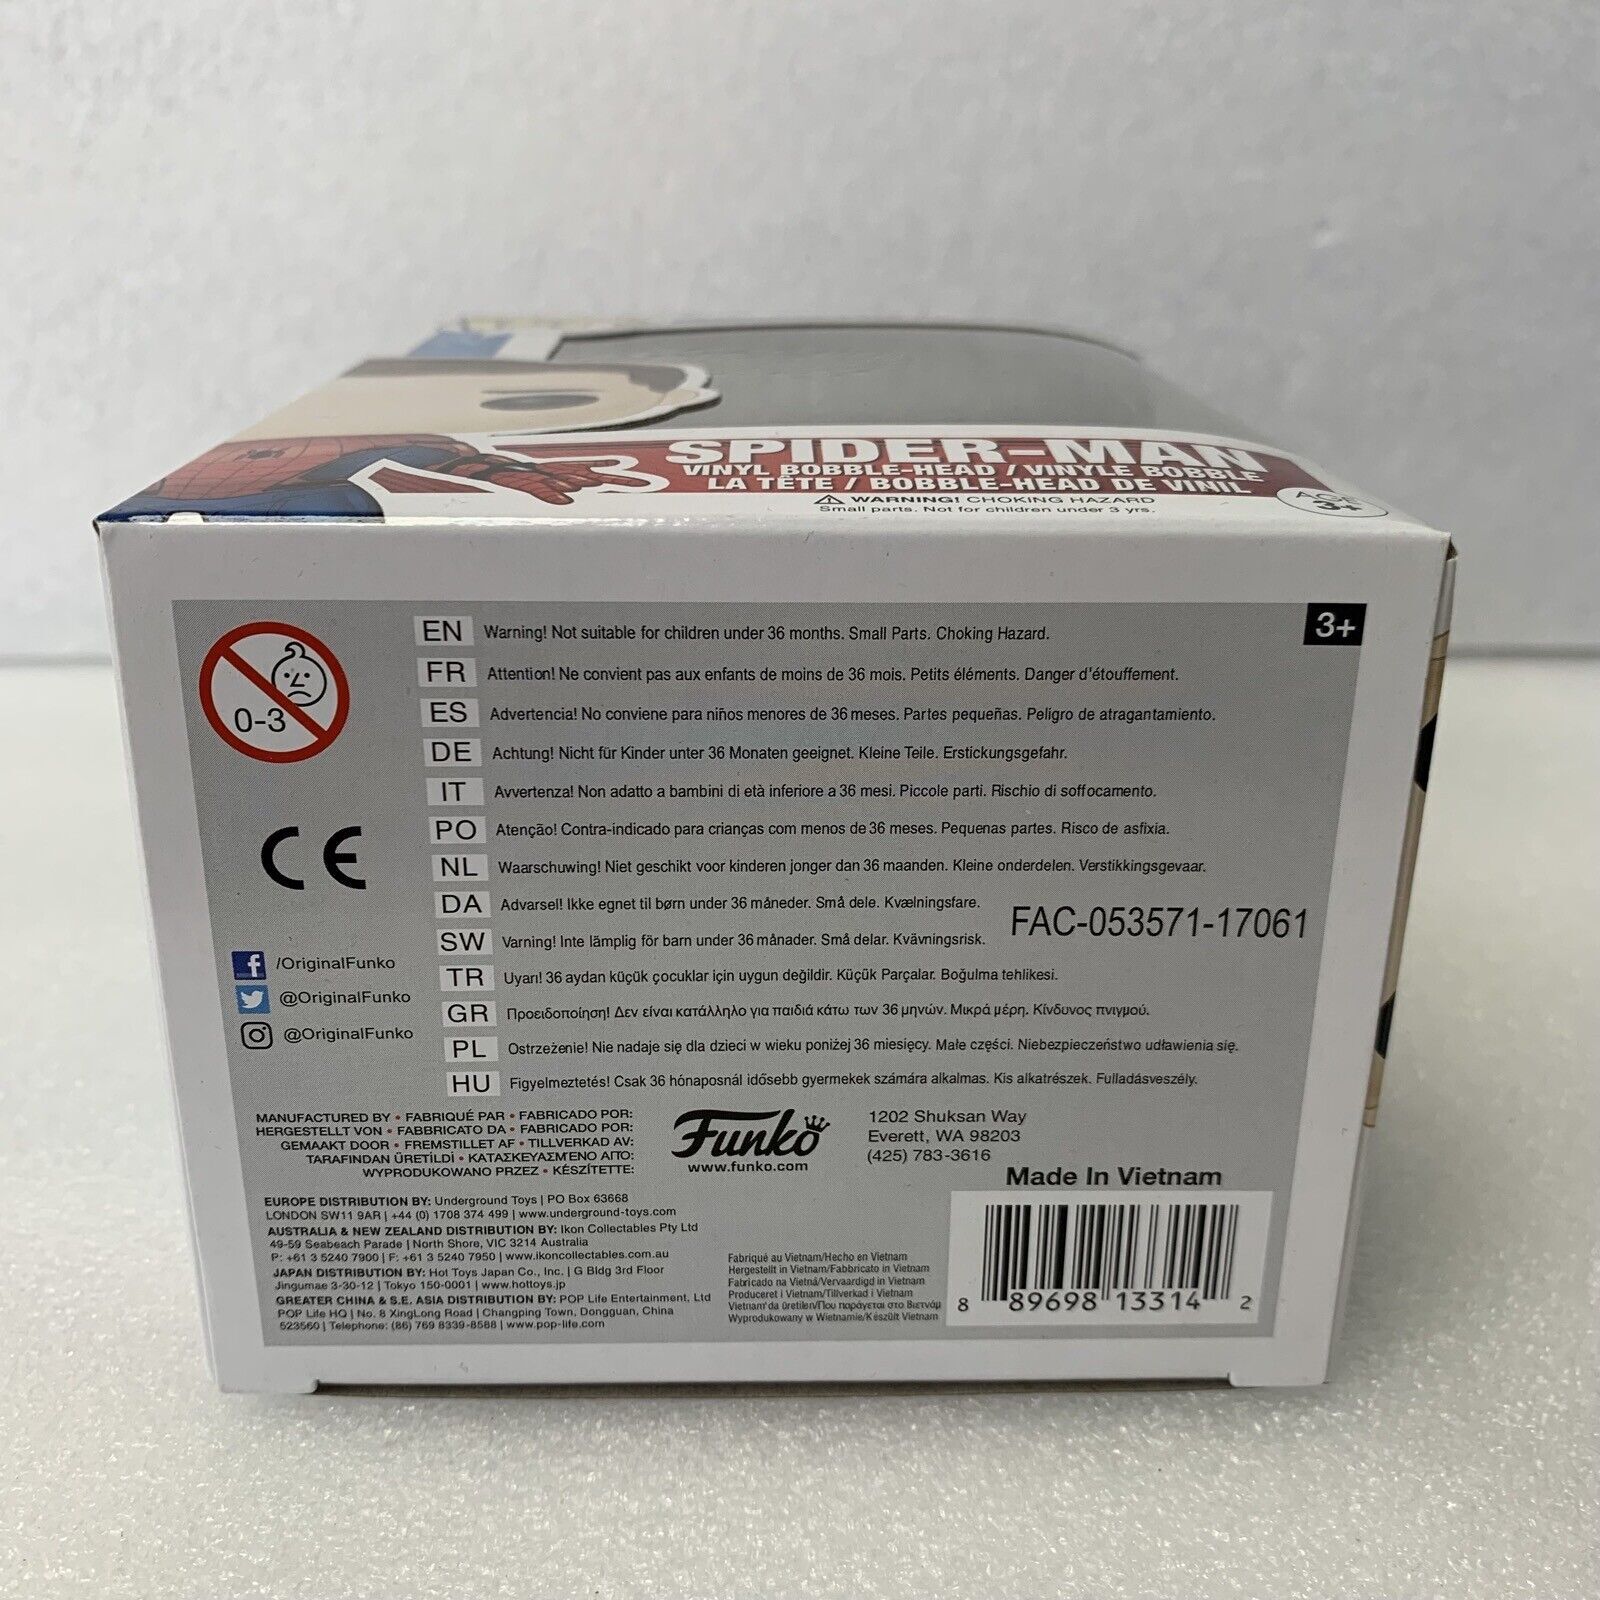 SPIDER-MAN
VINYL BOBBLE-HEAD / VINYLE BOBBLE
LA TÊTE / BOBBLE-HEAD DE VINIL
WARNING! CHOKING HAZARD
Small parts. Not for children under 3 yrs.
AGE
3+
3+
0-3
EN Warning! Not suitable for children under 36 months. Small Parts. Choking Hazard.
FR Attention! Ne convient pas aux enfants de moins de 36 mois. Petits éléments. Danger d'étouffement.
ES Advertencia! No conviene para niños menores de 36 meses. Partes pequeñas. Peligro de atragantamiento.
DE Achtung! Nicht für Kinder unter 36 Monaten geeignet. Kleine Teile. Erstickungsgefahr.
IT Avvertenza! Non adatto a bambini di età inferiore a 36 mesi. Piccole parti. Rischio di soffocamento.
PO Atenção! Contra-indicado para crianças com menos de 36 meses. Pequenas partes. Risco de asfixia.
NL Waarschuwing! Niet geschikt voor kinderen jonger dan 36 maanden. Kleine onderdelen. Verstikkingsgevaar.
DA Advarsel! Ikke egnet til børn under 36 måneder. Små dele. Kvælningsfare.
SW Varning! Inte lämplig för barn under 36 månader. Små delar. Kvävningsrisk.
TR Uyarı! 36 aydan küçük çocuklar için uygun değildir. Küçük Parçalar. Boğulma tehlikesi.
GR Προειδοποίηση! Δεν είναι κατάλληλο για παιδιά κάτω των 36 μηνών. Μικρά μέρη. Κίνδυνος πνιγμού.
PL Ostrzeżenie! Nie nadaje się dla dzieci w wieku poniżej 36 miesięcy. Małe części. Niebezpieczeństwo udławienia się.
HU Figyelmeztetés! Csak 36 hónaposnál idősebb gyermekek számára alkalmas. Kis alkatrészek. Fulladásveszély.
FAC-053571-17061
CE
/OriginalFunko
@OriginalFunko
@OriginalFunko
MANUFACTURED BY • FABRIQUÉ PAR • FABRICADO POR:
HERGESTELLT VON • FABBRICATO DA • FABRICADO POR:
GEMAAKT DOOR • FREMSTILLET AF • TILLVERKAD AV:
TARAFINDAN ÜRETİLDİ • ΚΑΤΑΣΚΕΥΑΣΜΈΝΟ ΑΠΌ:
WYPRODUKOWANO PRZEZ • KÉSZÍTETTE:
Funko
www.funko.com
1202 Shuksan Way
Everett, WA 98203
(425) 783-3616
Made In Vietnam
EUROPE DISTRIBUTION BY: Underground Toys | PO Box 63668
LONDON SW11 9AR | +44 (0) 1708 374 499 | www.underground-toys.com
AUSTRALIA & NEW ZEALAND DISTRIBUTION BY: Ikon Collectables Pty Ltd
49-59 Seabeach Parade | North Shore, VIC 3214 Australia
P: +61 3 5240 7900 | F: +61 3 5240 7950 | www.ikoncollectables.com.au
JAPAN DISTRIBUTION BY: Hot Toys Japan Co., Inc. | G Bldg 3rd Floor
Jingumae 3-30-12 | Tokyo 150-0001 | www.hottoys.jp
GREATER CHINA & S.E. ASIA DISTRIBUTION BY: POP Life Entertainment, Ltd
POP Life HQ | No. 8 XingLong Road | Changping Town, Dongguan, China
523560 | Telephone: (86) 769 8339-8588 | www.pop-life.com
Fabriqué au Vietnam/Hecho en Vietnam
Hergestellt in Vietnam/Fabbricato in Vietnam
Fabricado na Vietnã/Vervaardigd in Vietnam
Produceret i Vietnam/Tillverkad i Vietnam
Vietnam'da üretilen/Που παράγεται στο Βιετνάμ
Wyprodukowany w Wietnamie/Készült Vietnam
8 89698 13314 2